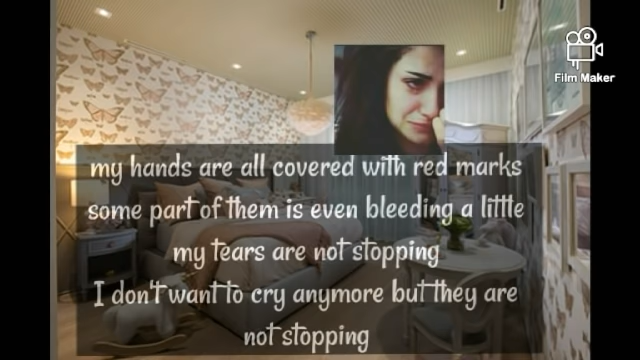 Film Maker
my hands are all covered with red marks
some part of them is even bleeding a little
my tears are not stopping
I don't want to cry anymore but they are
not stopping